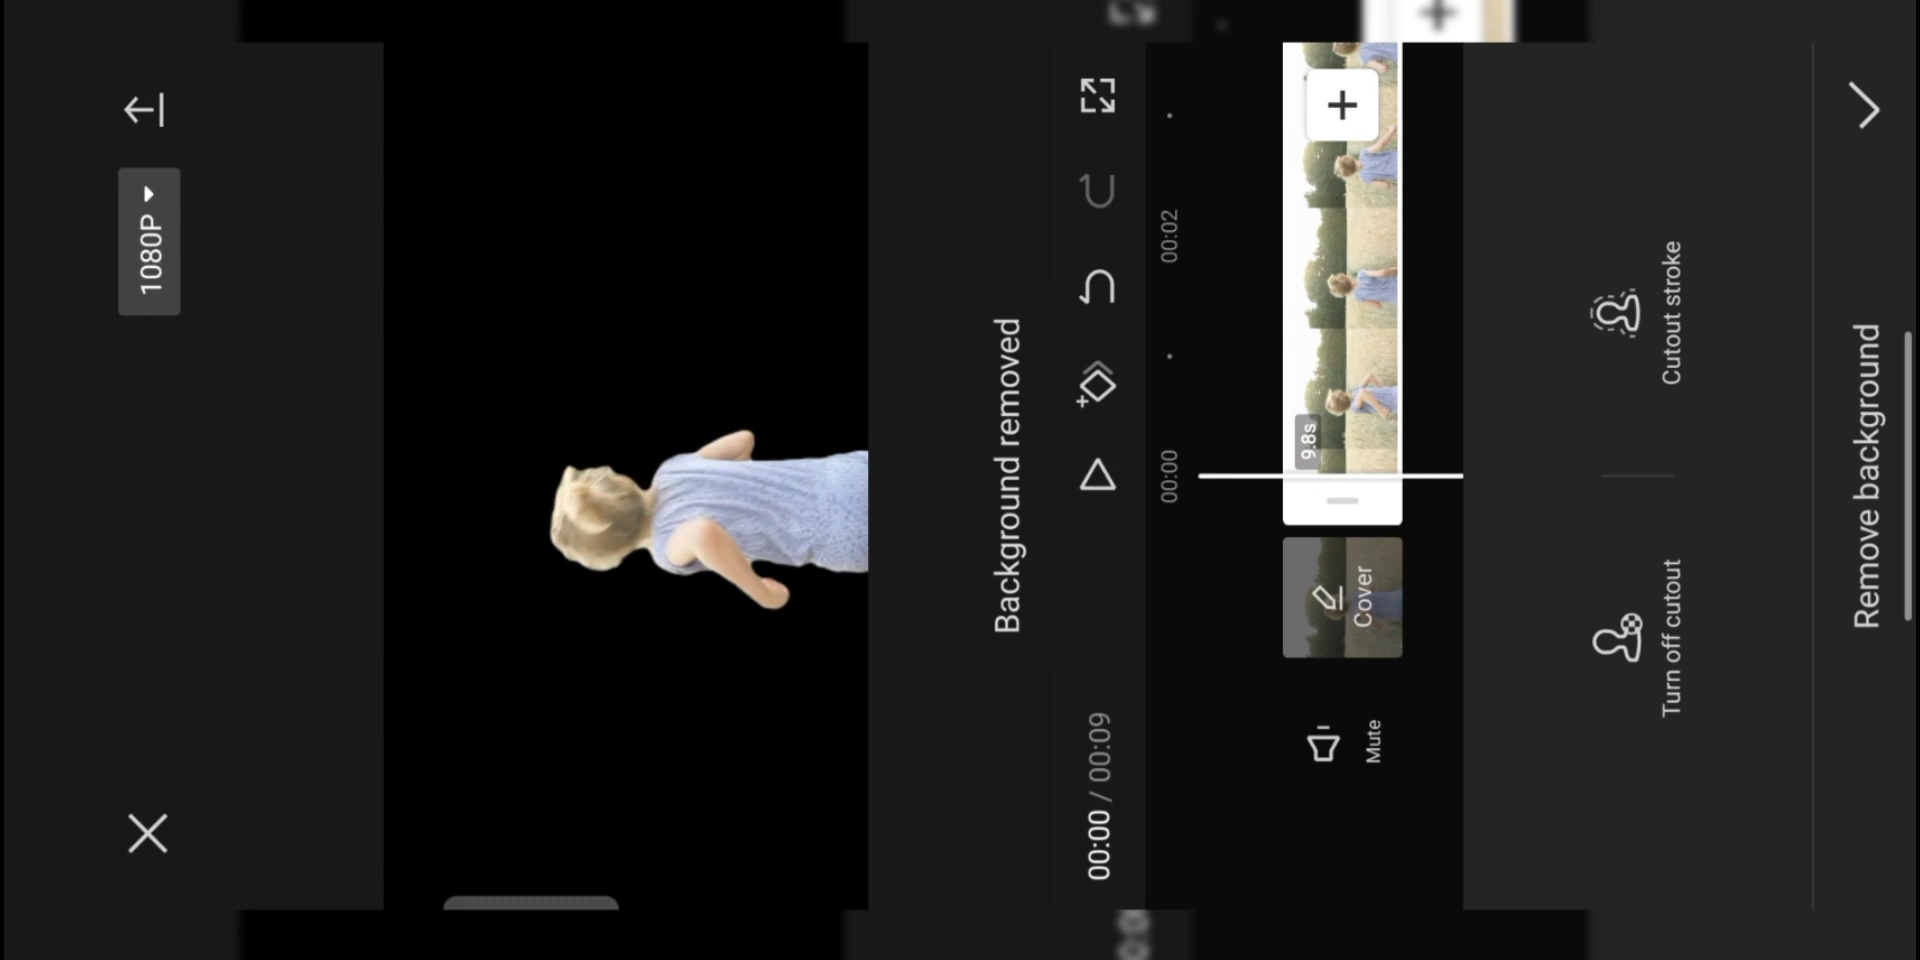 1080P
Background removed
00:00 / 00:09
00:00
00:02
Mute
Cover
9.8s
Turn off cutout
Cutout stroke
Remove background